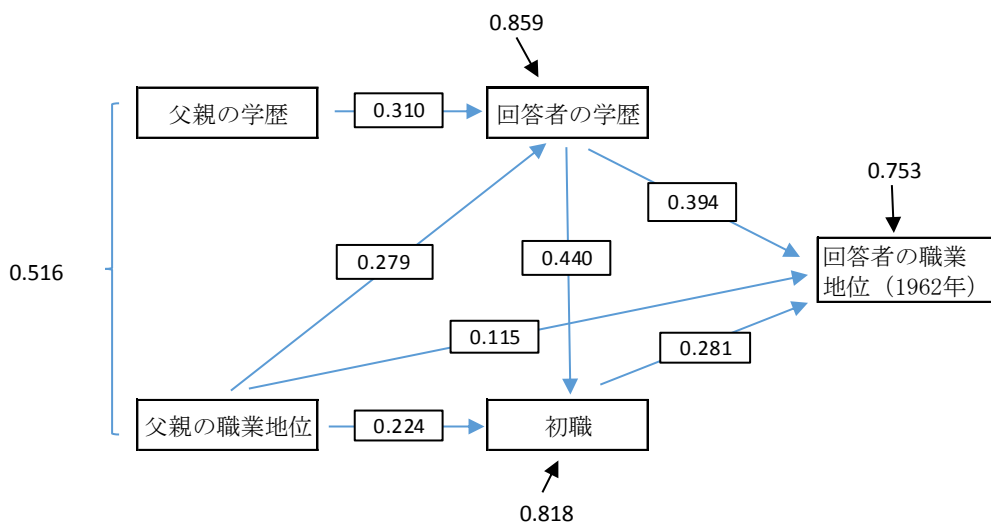 0.859
父親の学歴
0.310
回答者の学歴
0.753
0.394
0.516
0.279
0.440
回答者の職業
地位（1962年）
0.115
0.281
父親の職業地位
0.224
初職
0.818